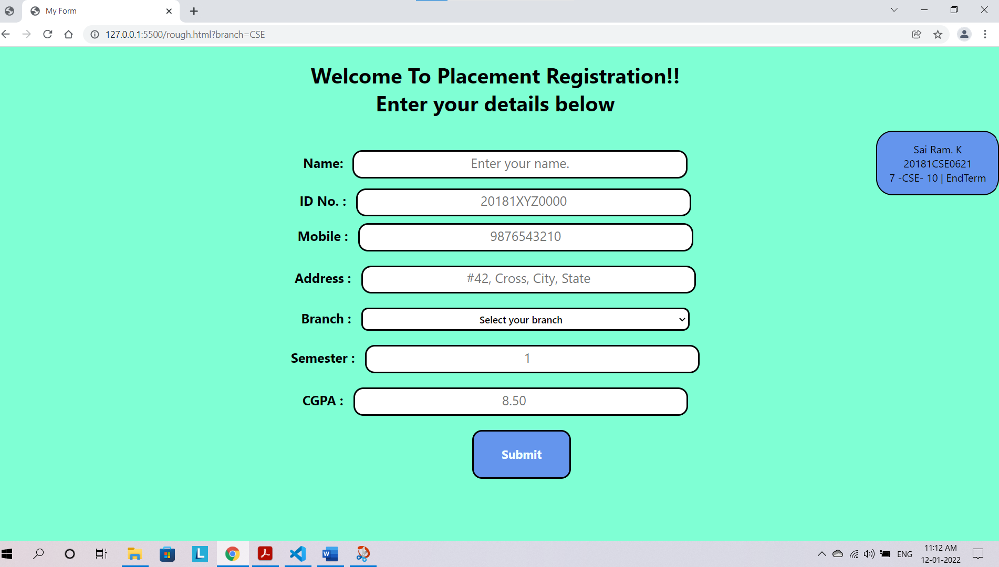 My Form
127.0.0.1:5500/rough.html?branch=CSE
Welcome To Placement Registration!!
Enter your details below
Sai Ram. K
20181CSE0621
7 -CSE- 10 | EndTerm
Name: Enter your name.
ID No. : 20181XYZ0000
Mobile : 9876543210
Address : #42, Cross, City, State
Branch : Select your branch
Semester : 1
CGPA : 8.50
Submit
L
W
ENG
11:12 AM
12-01-2022